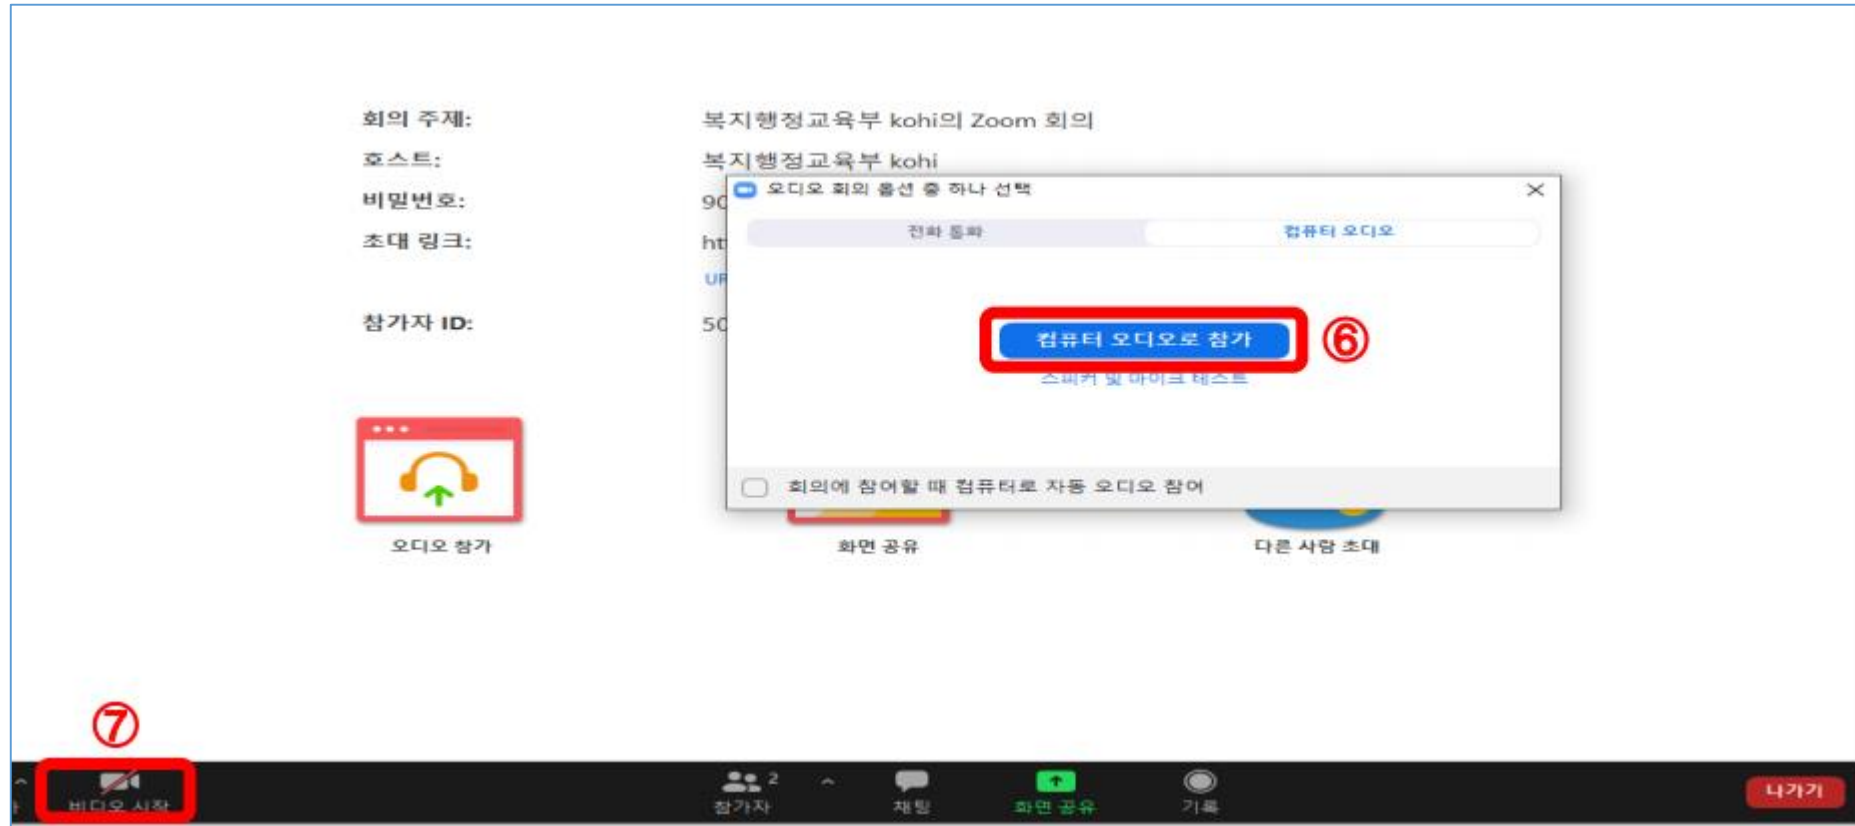 회의 주제: 복지행정교육부 kohi의 Zoom 회의
호스트: 복지행정교육부 kohi
비밀번호: 90
초대 링크: ht
UR
참가자 ID: 50
오디오 회의 옵션 중 하나 선택
전화 통화 컴퓨터 오디오
컴퓨터 오디오로 참가 ⑥
스피커 및 마이크 테스트
회의에 참여할 때 컴퓨터로 자동 오디오 참여
오디오 참가 화면 공유 다른 사람 초대
⑦
비디오 시작 참가자 2 채팅 화면 공유 기록 나가기